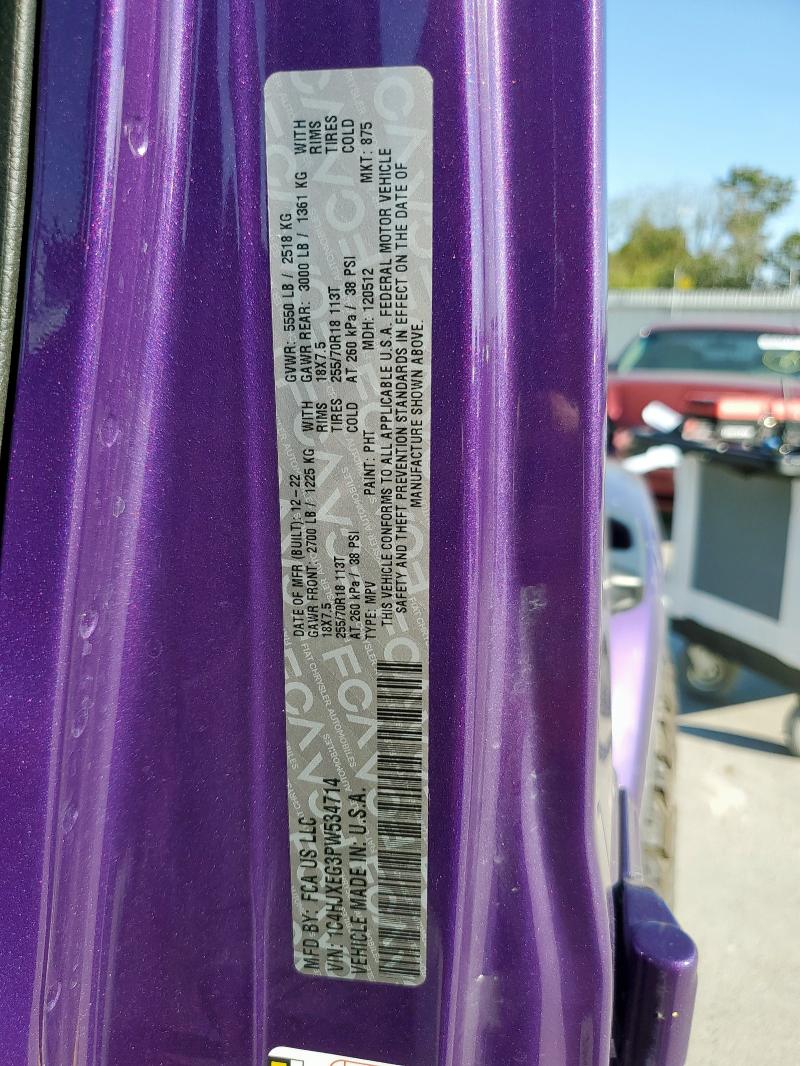 MFD BY: FCA US LLC
DATE OF MFR (BUILT): 12-22
GVWR: 5550 LB / 2518 KG
GAWR FRONT: 2700 LB / 1225 KG WITH
GAWR REAR: 3000 LB / 1361 KG WITH
18X7.5 RIMS
18X7.5 RIMS
255/70R18 113T TIRES
255/70R18 113T TIRES
AT 260 kPa / 38 PSI COLD
AT 260 kPa / 38 PSI COLD
VIN: 1C4HJXEG3PW534714
TYPE: MPV PAINT: PHT MDH: 120512 MKT: 875
VEHICLE MADE IN: U.S.A.
THIS VEHICLE CONFORMS TO ALL APPLICABLE U.S.A. FEDERAL MOTOR VEHICLE
SAFETY AND THEFT PREVENTION STANDARDS IN EFFECT ON THE DATE OF
MANUFACTURE SHOWN ABOVE.